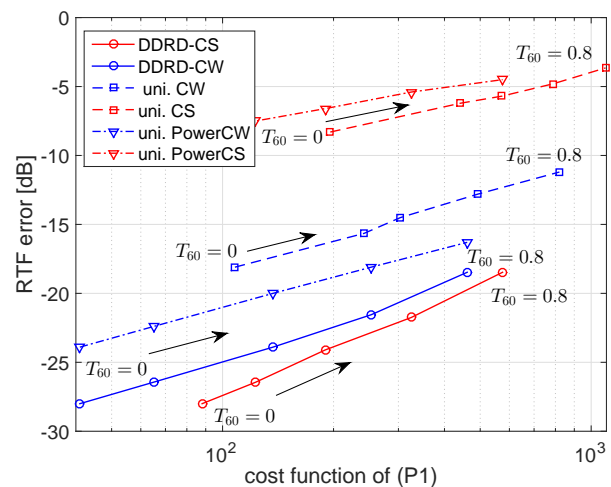 0
-5
-10
-15
-20
-25
-30
RTF error [dB]
DDRD-CS
DDRD-CW
uni. CW
uni. CS
uni. PowerCW
uni. PowerCS
T60 = 0.8
T60 = 0
T60 = 0.8
T60 = 0
T60 = 0.8
T60 = 0.8
T60 = 0
T60 = 0
10^2
10^3
cost function of (P1)